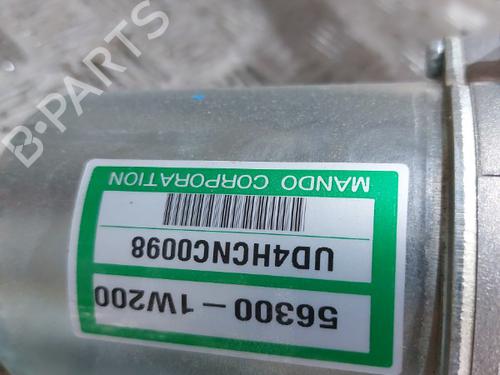 56300-1W200
UD4HCNC0098
MANDO CORPORATION
B-PARTS